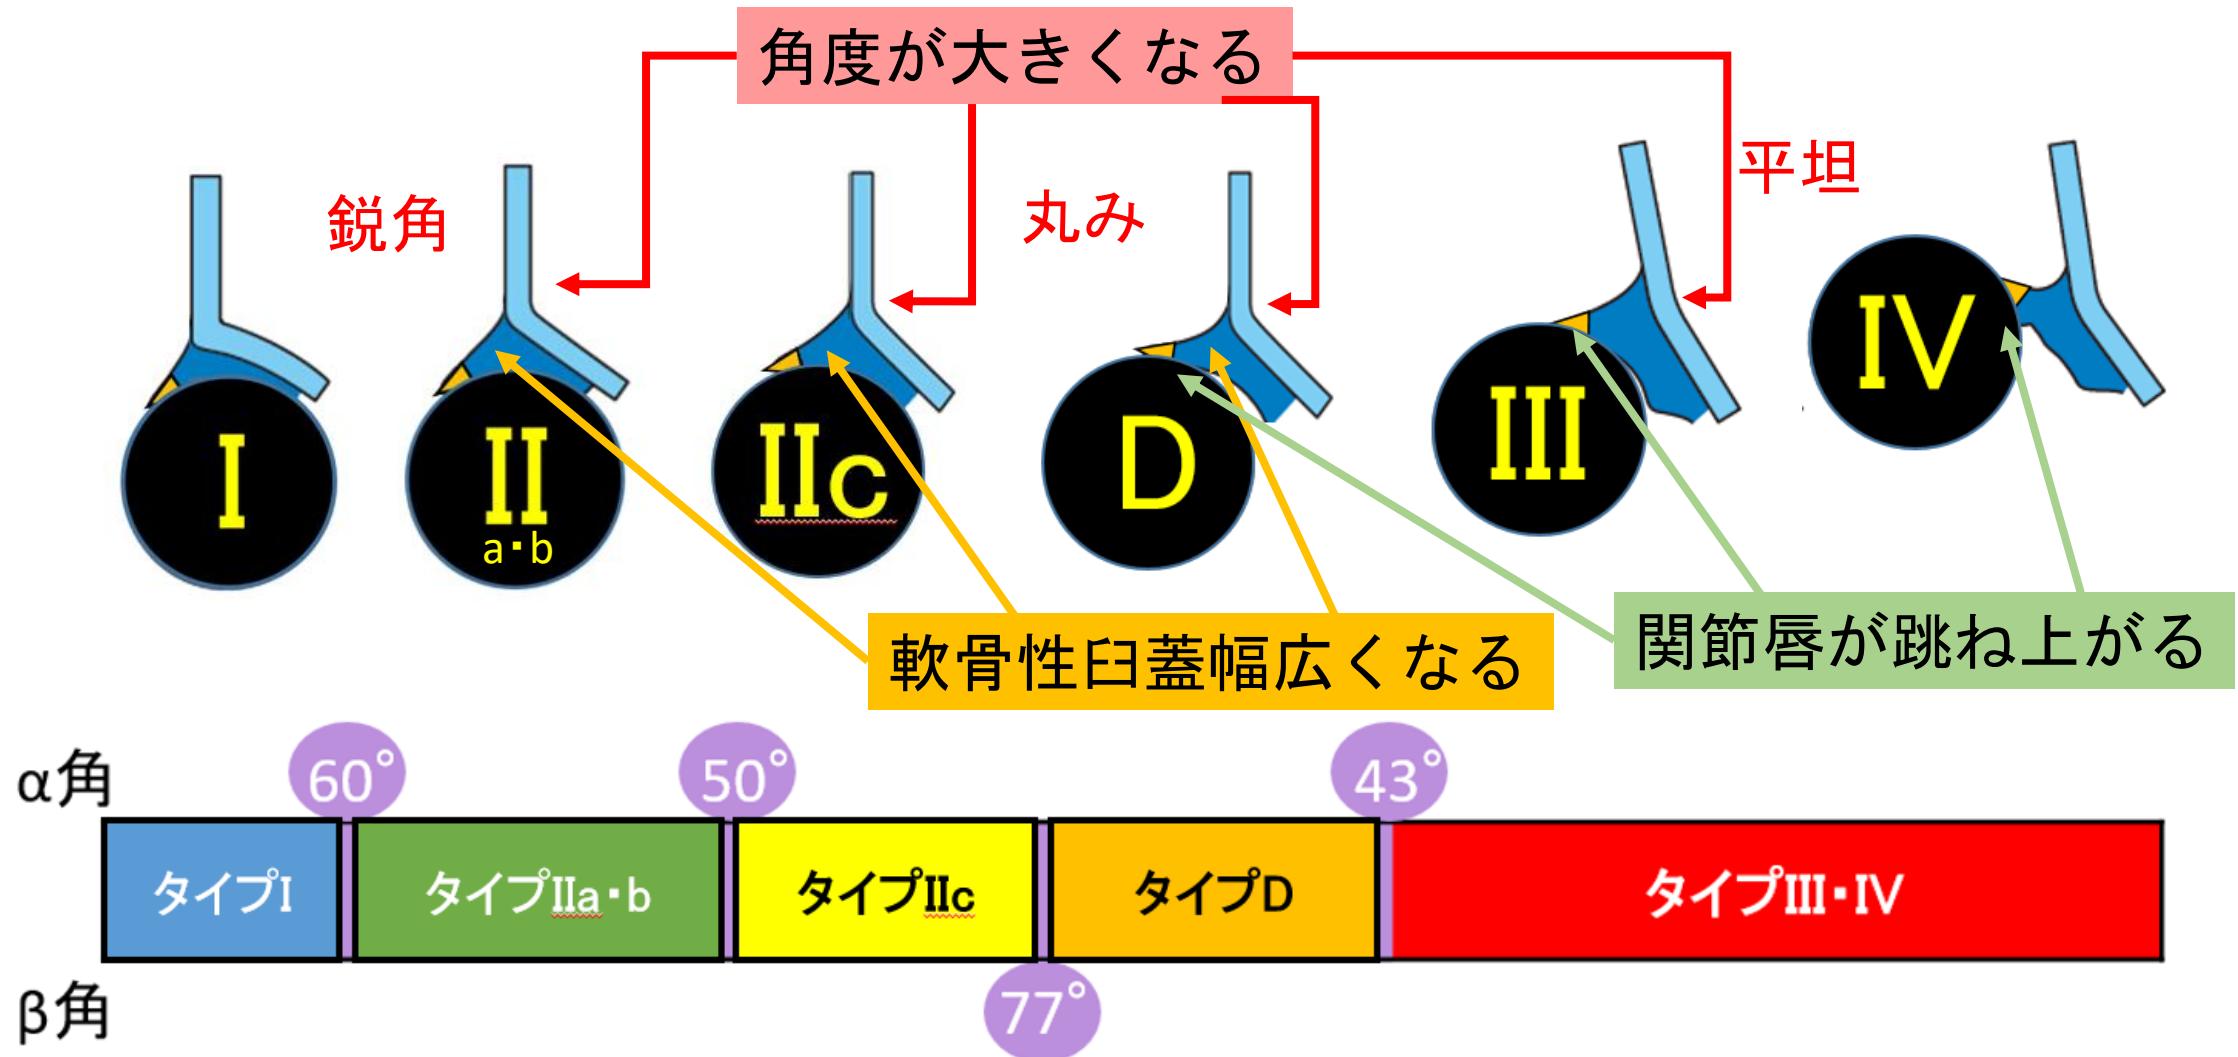 角度が大きくなる
鋭角
丸み
平坦
I
II
a・b
IIc
D
III
IV
軟骨性臼蓋幅広くなる
関節唇が跳ね上がる
α角
60°
50°
43°
タイプI
タイプIIa・b
タイプIIc
タイプD
タイプIII・IV
β角
77°